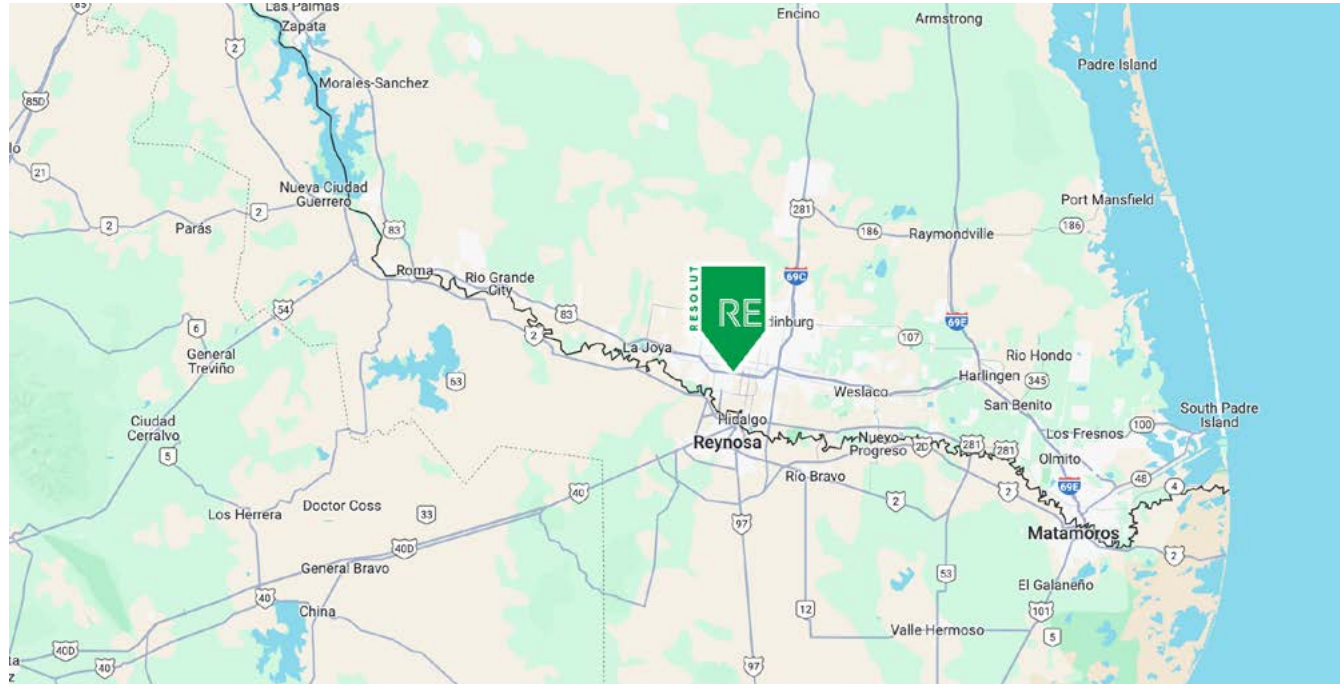 85
Las Palmas
Zapata
2
Encino
Armstrong
Padre Island
Morales-Sanchez
85D
lo
21
Nueva Ciudad
Guerrero
281
Port Mansfield
2
2
Parás
83
186
Raymondville
186
Roma
Rio Grande
City
RESOLUT
RE
69C
54
83
dinburg
69E
6
General
Treviño
2
La Joya
107
Rio Hondo
63
Harlingen
345
Weslaco
San Benito
South Padre
Island
Ciudad
Cerralvo
Hidalgo
100
5
Reynosa
Nuevo
Progreso
2D
281
281
Los Fresnos
Olmito
Río Bravo
48
4
40
2
2
69E
Los Herrera
Doctor Coss
33
97
Matamoros
40D
2
General Bravo
53
El Galaneño
40
China
12
101
Valle Hermoso
5
40D
40
ta
z
97